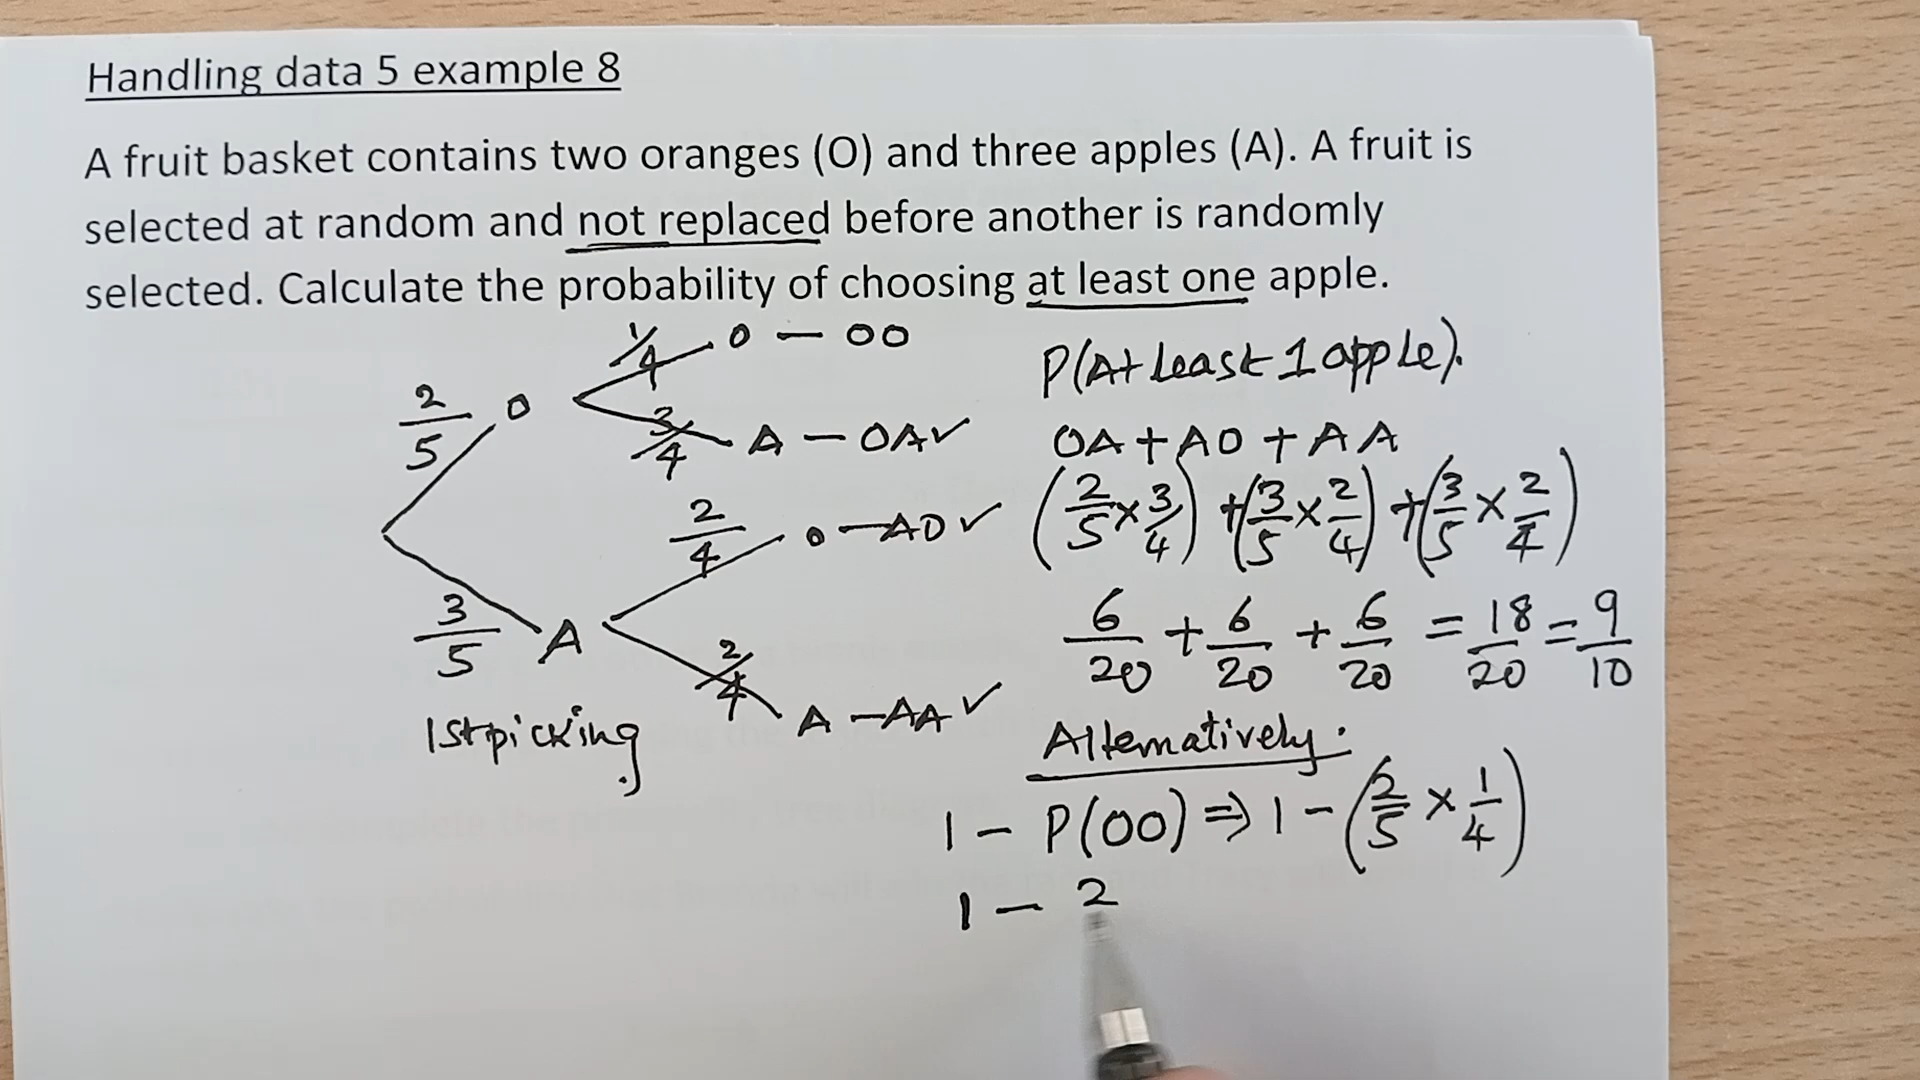 Handling data 5 example 8
A fruit basket contains two oranges (O) and three apples (A). A fruit is
selected at random and not replaced before another is randomly
selected. Calculate the probability of choosing at least one apple.
2/5 O
1/4 O — OO
3/4 A — OA✓
3/5 A
2/4 O — AO ✓
2/4 A — AA ✓
1st picking.
P(At least 1 apple).
OA + AO + AA
(2/5 × 3/4) + (3/5 × 2/4) + (3/5 × 2/4)
6/20 + 6/20 + 6/20 = 18/20 = 9/10
Alternatively.
1 - P(OO) ⇒ 1 - (2/5 × 1/4)
1 — 2